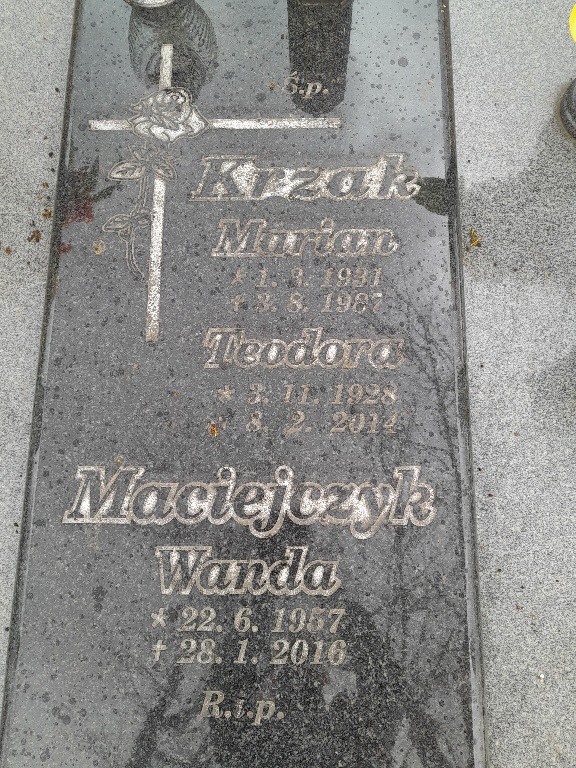 Ś.p.
Krzak
Marian
* 1. 3. 1931
† 3. 8. 1987
Teodora
* 3. 11. 1928
† 8. 2. 2014
Maciejczyk
Wanda
* 22. 6. 1957
† 28. 1. 2016
R.i.p.